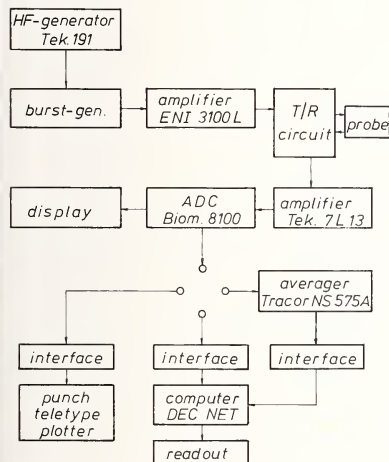 HF-generator
Tek. 191
burst-gen.
amplifier
ENI 3100L
T/R
circuit
probe
display
ADC
Biom. 8100
amplifier
Tek. 7L13
averager
Tracor NS 575A
interface
interface
interface
punch
teletype
plotter
computer
DEC NET
readout